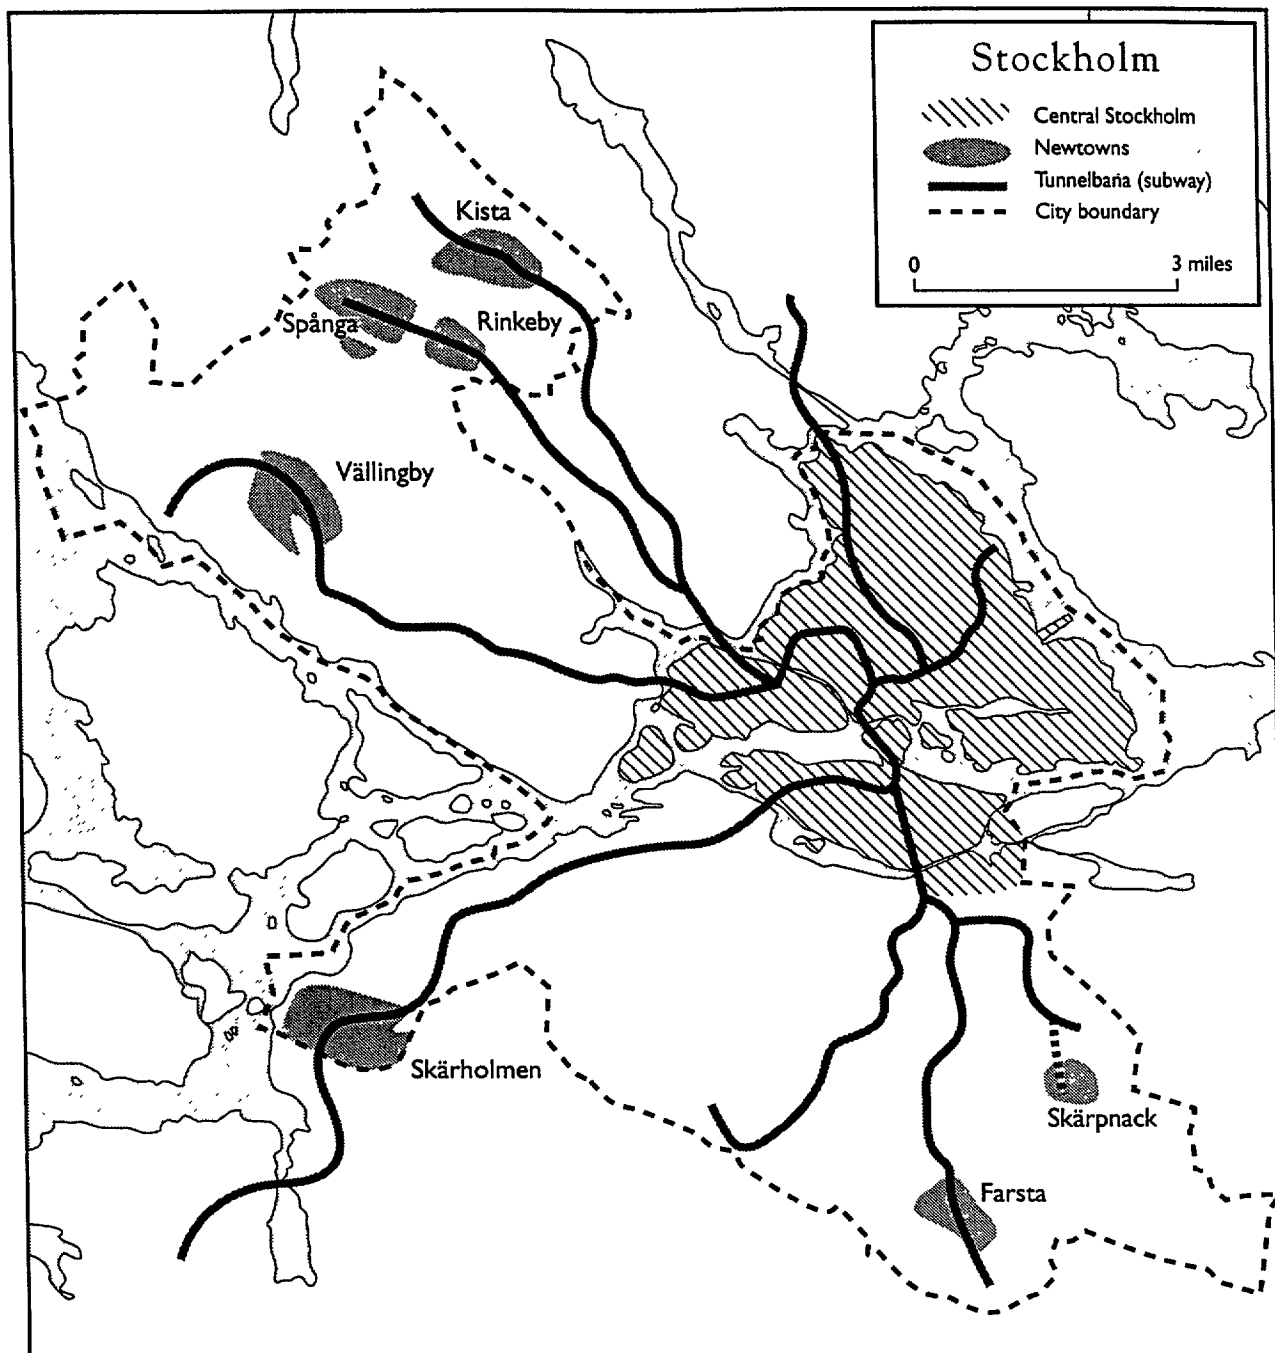 Stockholm
Central Stockholm
Newtowns
Tunnelbaña (subway)
City boundary
0 3 miles
Kista
Spånga
Rinkeby
Vällingby
Skärholmen
Skärpnack
Farsta